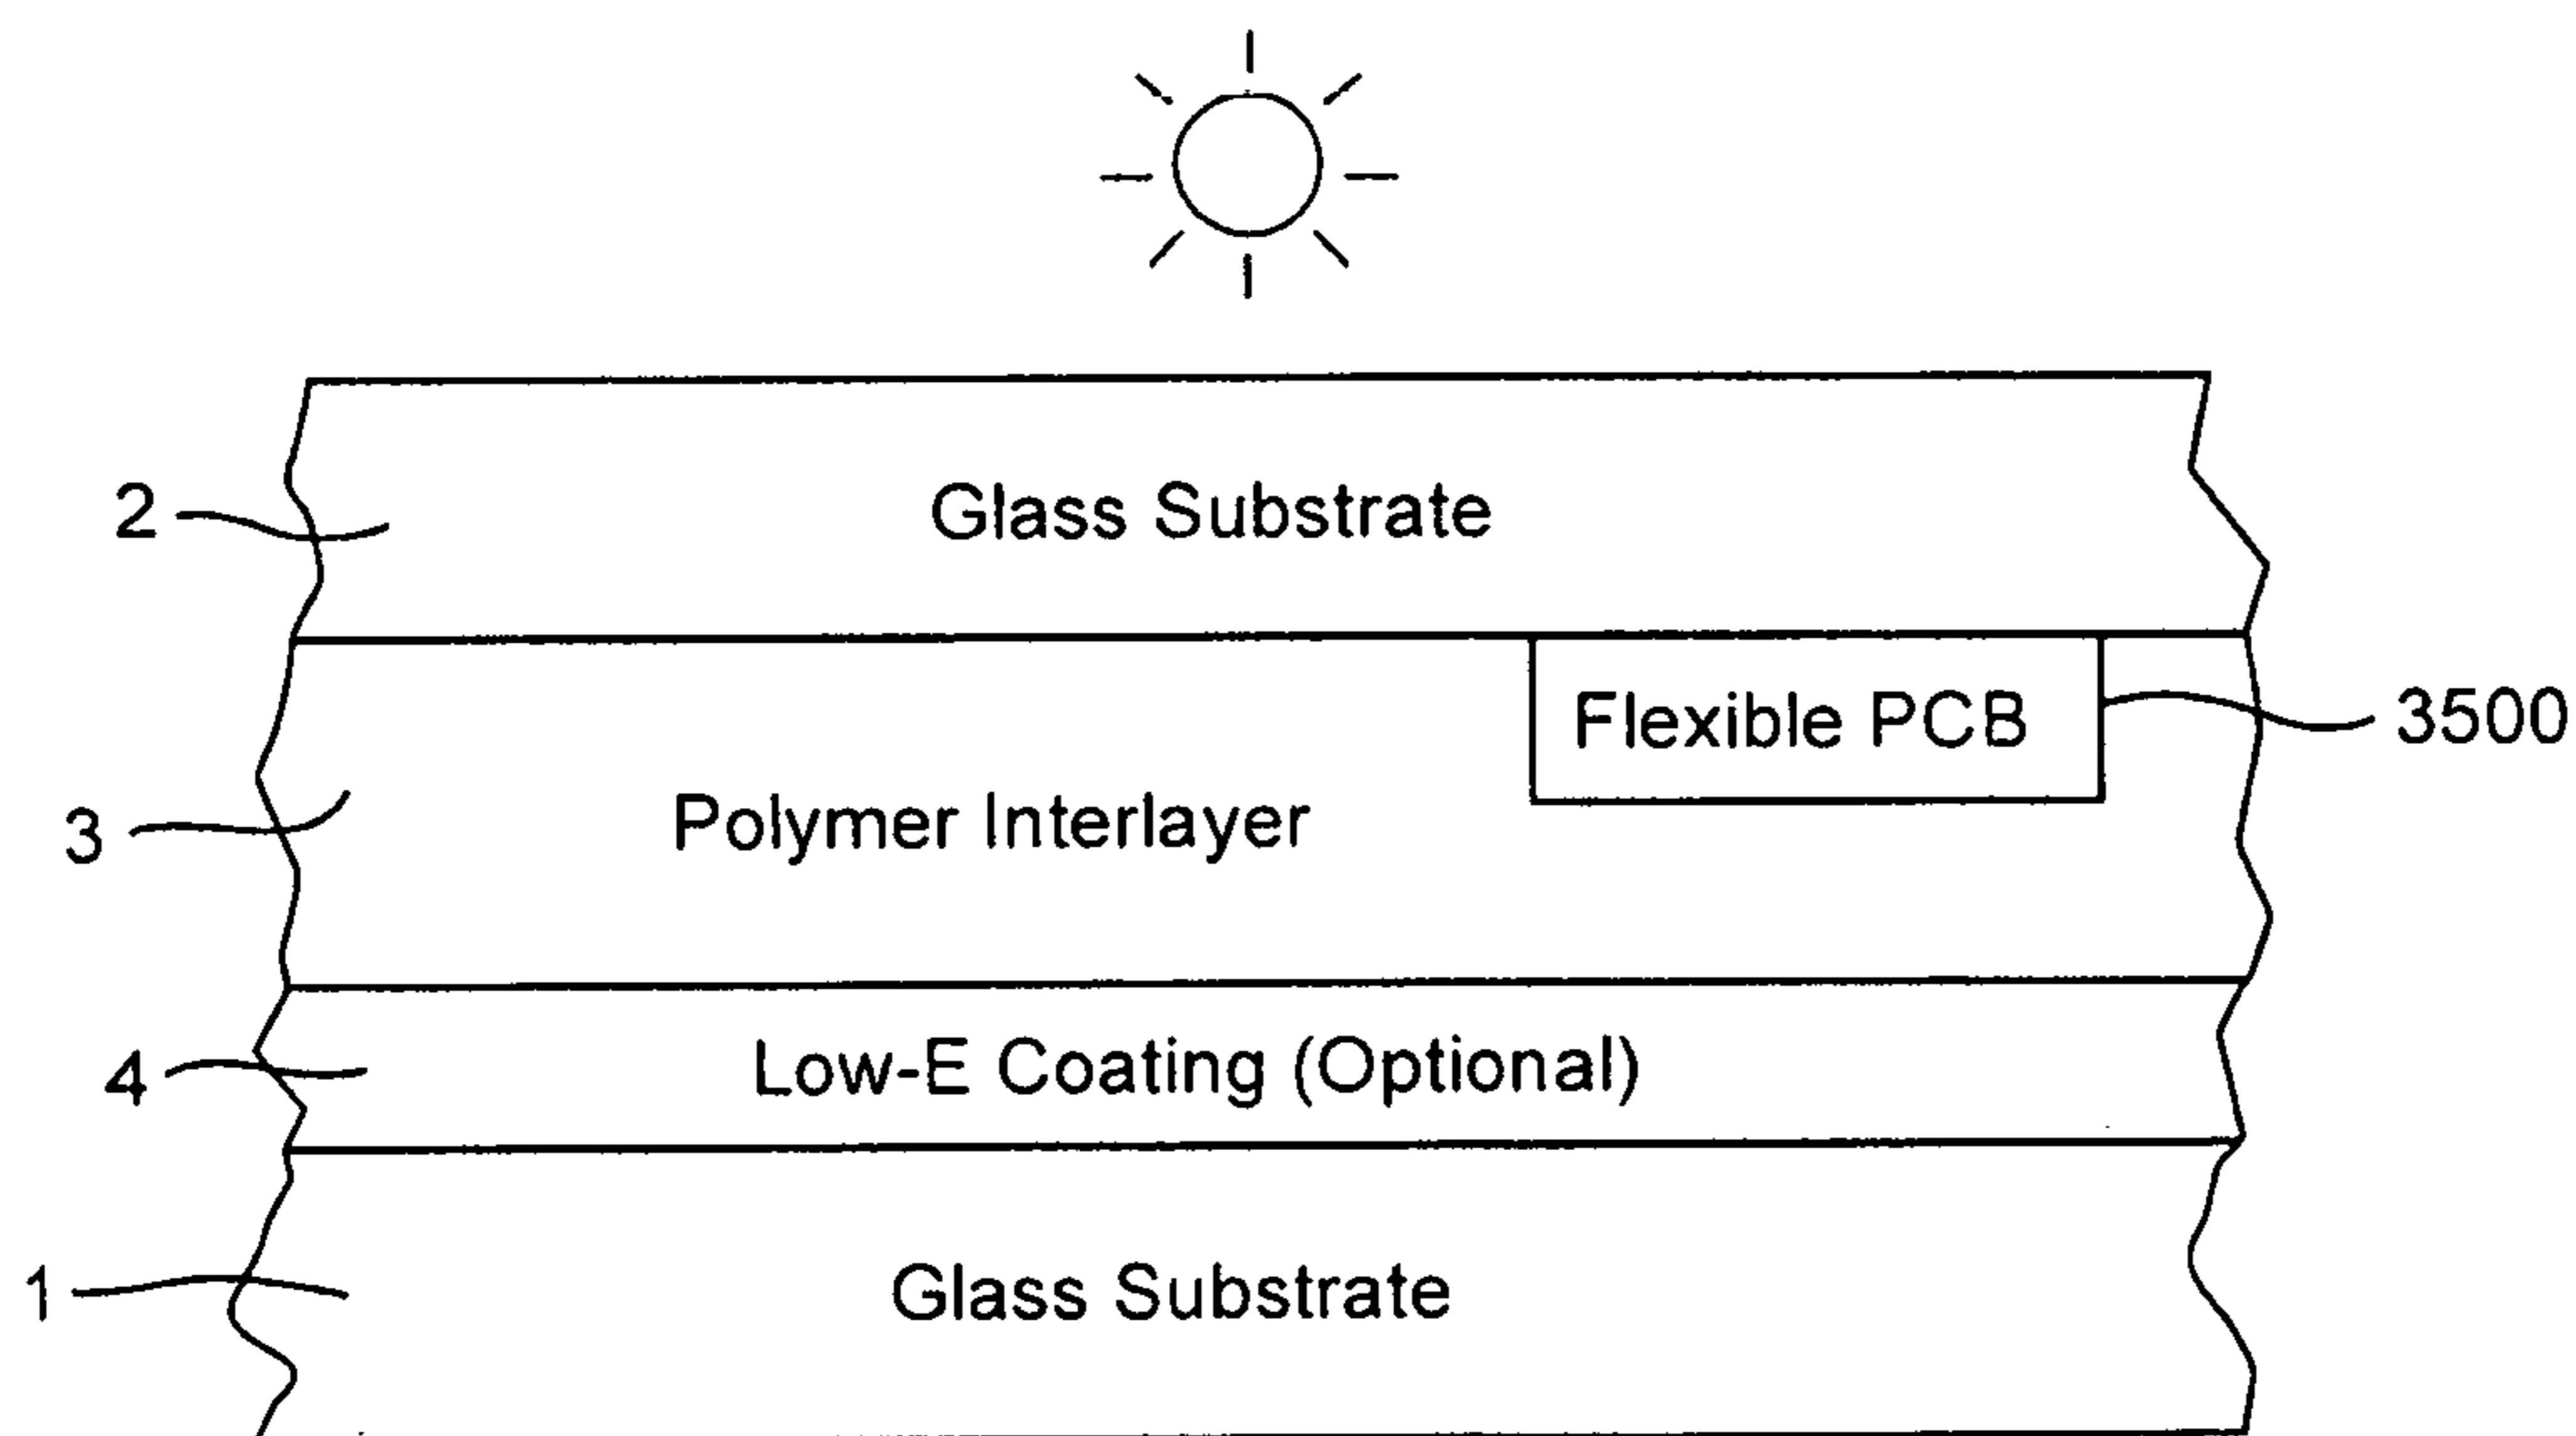 2 Glass Substrate
Flexible PCB 3500
3 Polymer Interlayer
4 Low-E Coating (Optional)
1 Glass Substrate